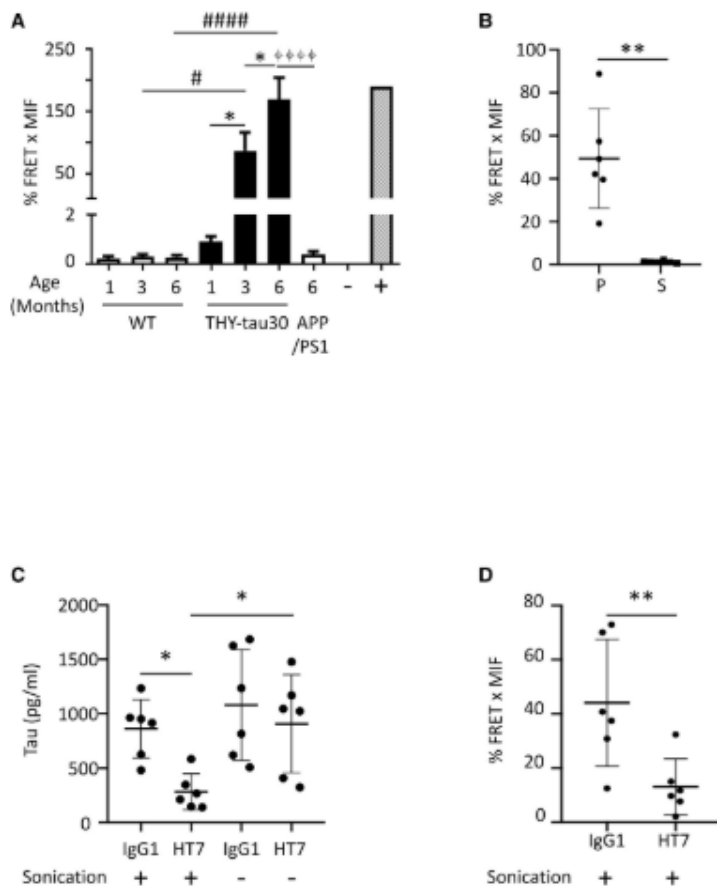 A
####
#
*
* ++++
% FRET x MIF
250
150
50
2
0
Age
(Months)
1 3 6 1 3 6 6 - +
WT THY-tau30 APP
/PS1
B
**
% FRET x MIF
100
80
60
40
20
0
P S
C
*
*
Tau (pg/ml)
2000
1500
1000
500
0
IgG1 HT7 IgG1 HT7
Sonication + + - -
D
**
% FRET x MIF
80
60
40
20
0
IgG1 HT7
Sonication + +